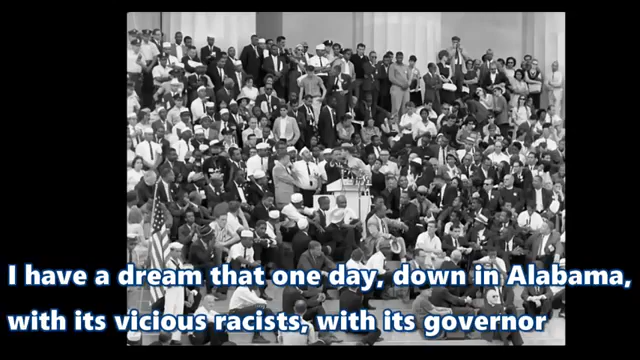 I have a dream that one day, down in Alabama,
with its vicious racists, with its governor